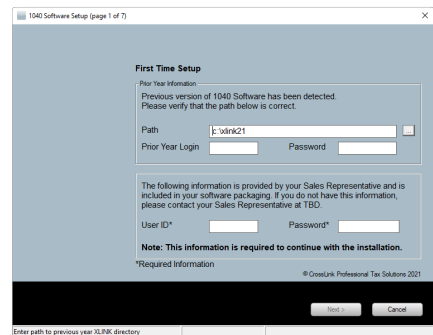 1040 Software Setup (page 1 of 7)
First Time Setup
Prior Year Information
Previous version of 1040 Software has been detected.
Please verify that the path below is correct.
Path c:\xlink21 ...
Prior Year Login Password
The following information is provided by your Sales Representative and is
included in your software packaging. If you do not have this information,
please contact your Sales Representative at TBD.
User ID* Password*
Note: This information is required to continue with the installation.
*Required Information
© CrossLink Professional Tax Solutions 2021
Next > Cancel
Enter path to previous year XLINK directory